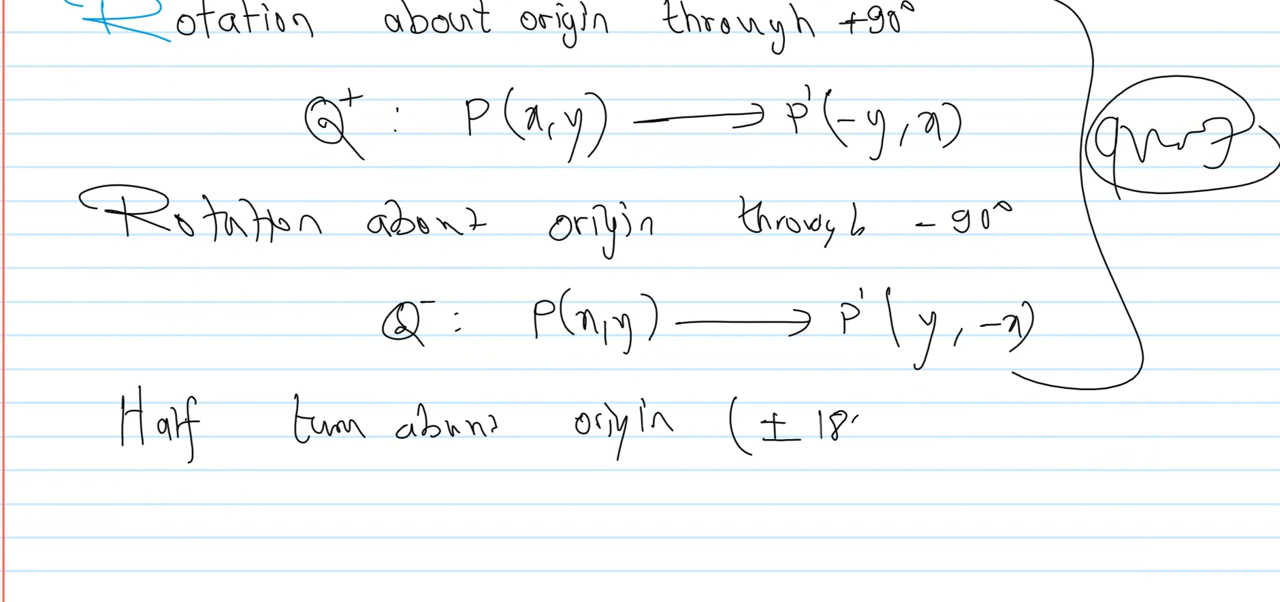 Rotation about origin through +90°
Q⁺ : P(x,y) ⟶ P'(-y, x)
Rotation about origin through - 90°
Q⁻ : P(x,y) ⟶ P'(y, -x)
Half turn about origin (± 18